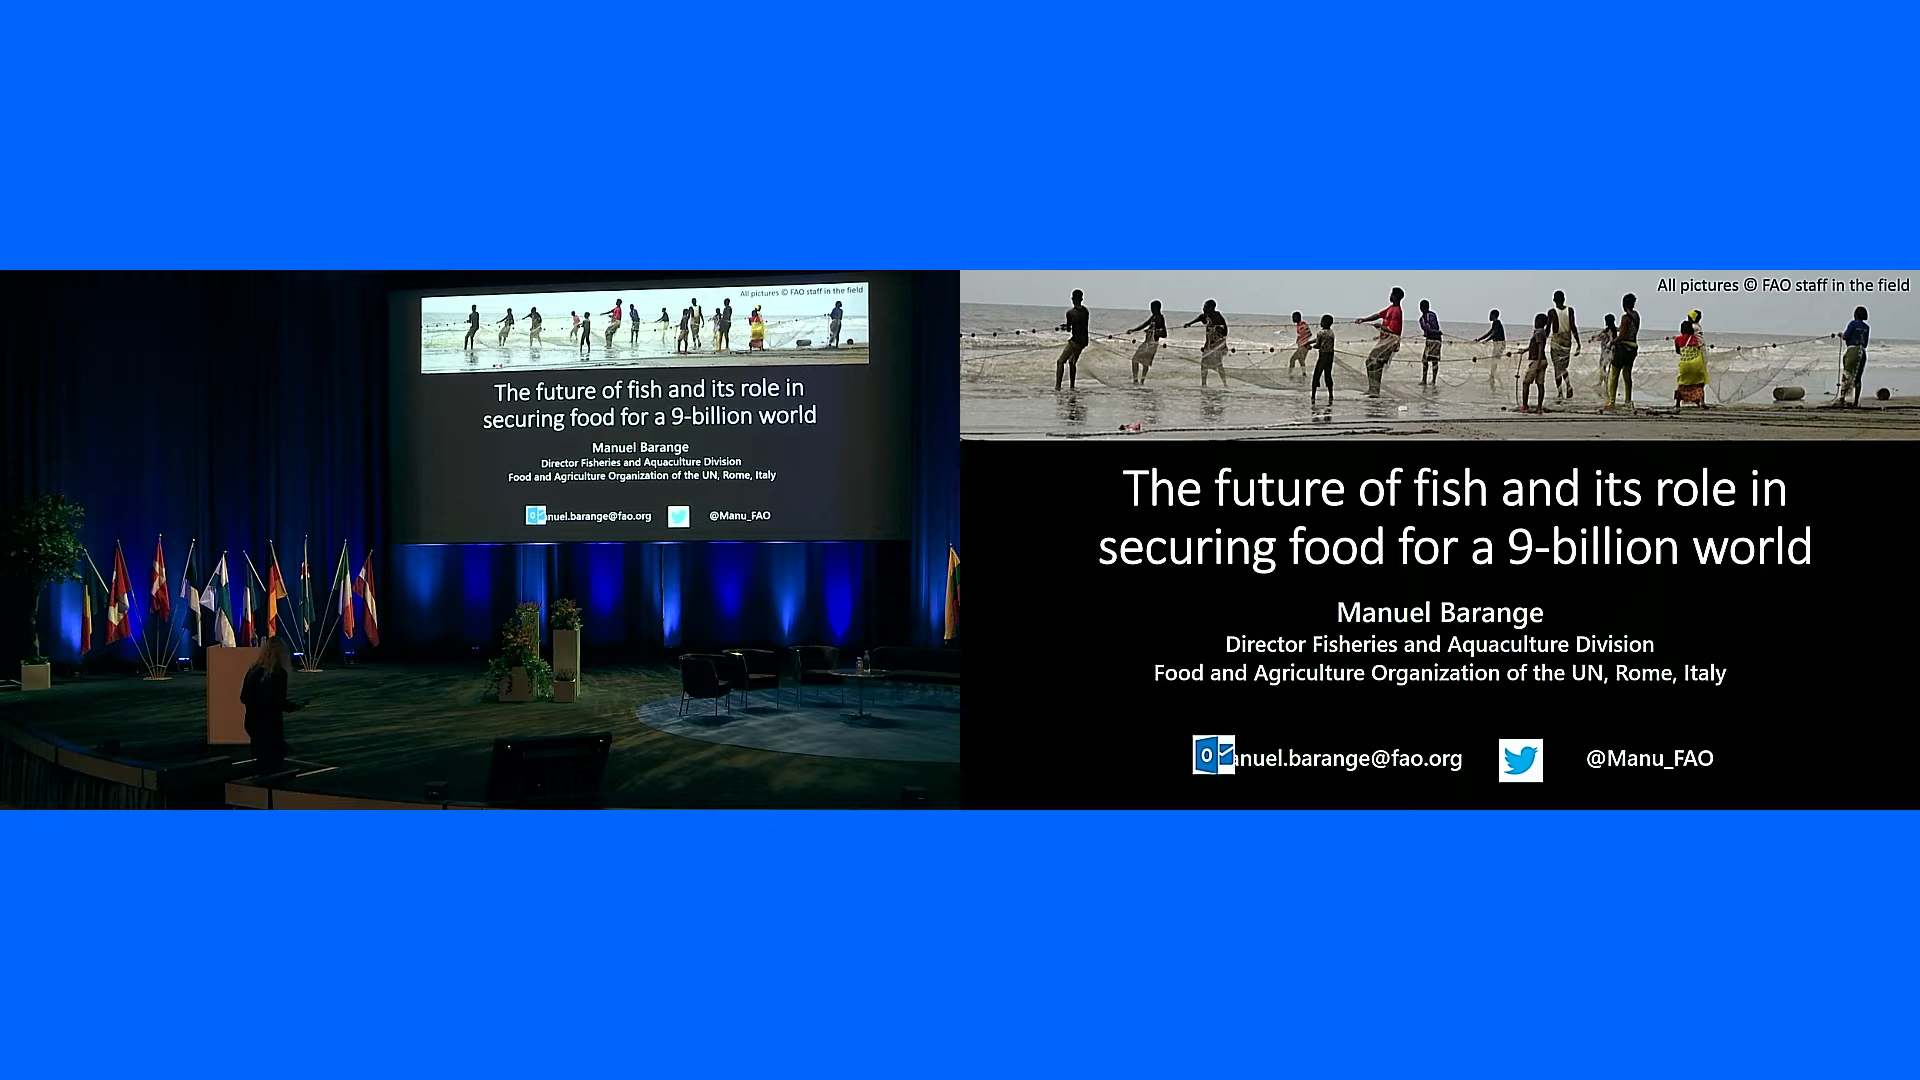 All pictures © FAO staff in the field
The future of fish and its role in
securing food for a 9-billion world
Manuel Barange
Director Fisheries and Aquaculture Division
Food and Agriculture Organization of the UN, Rome, Italy
anuel.barange@fao.org
@Manu_FAO
All pictures © FAO staff in the field
The future of fish and its role in
securing food for a 9-billion world
Manuel Barange
Director Fisheries and Aquaculture Division
Food and Agriculture Organization of the UN, Rome, Italy
anuel.barange@fao.org
@Manu_FAO